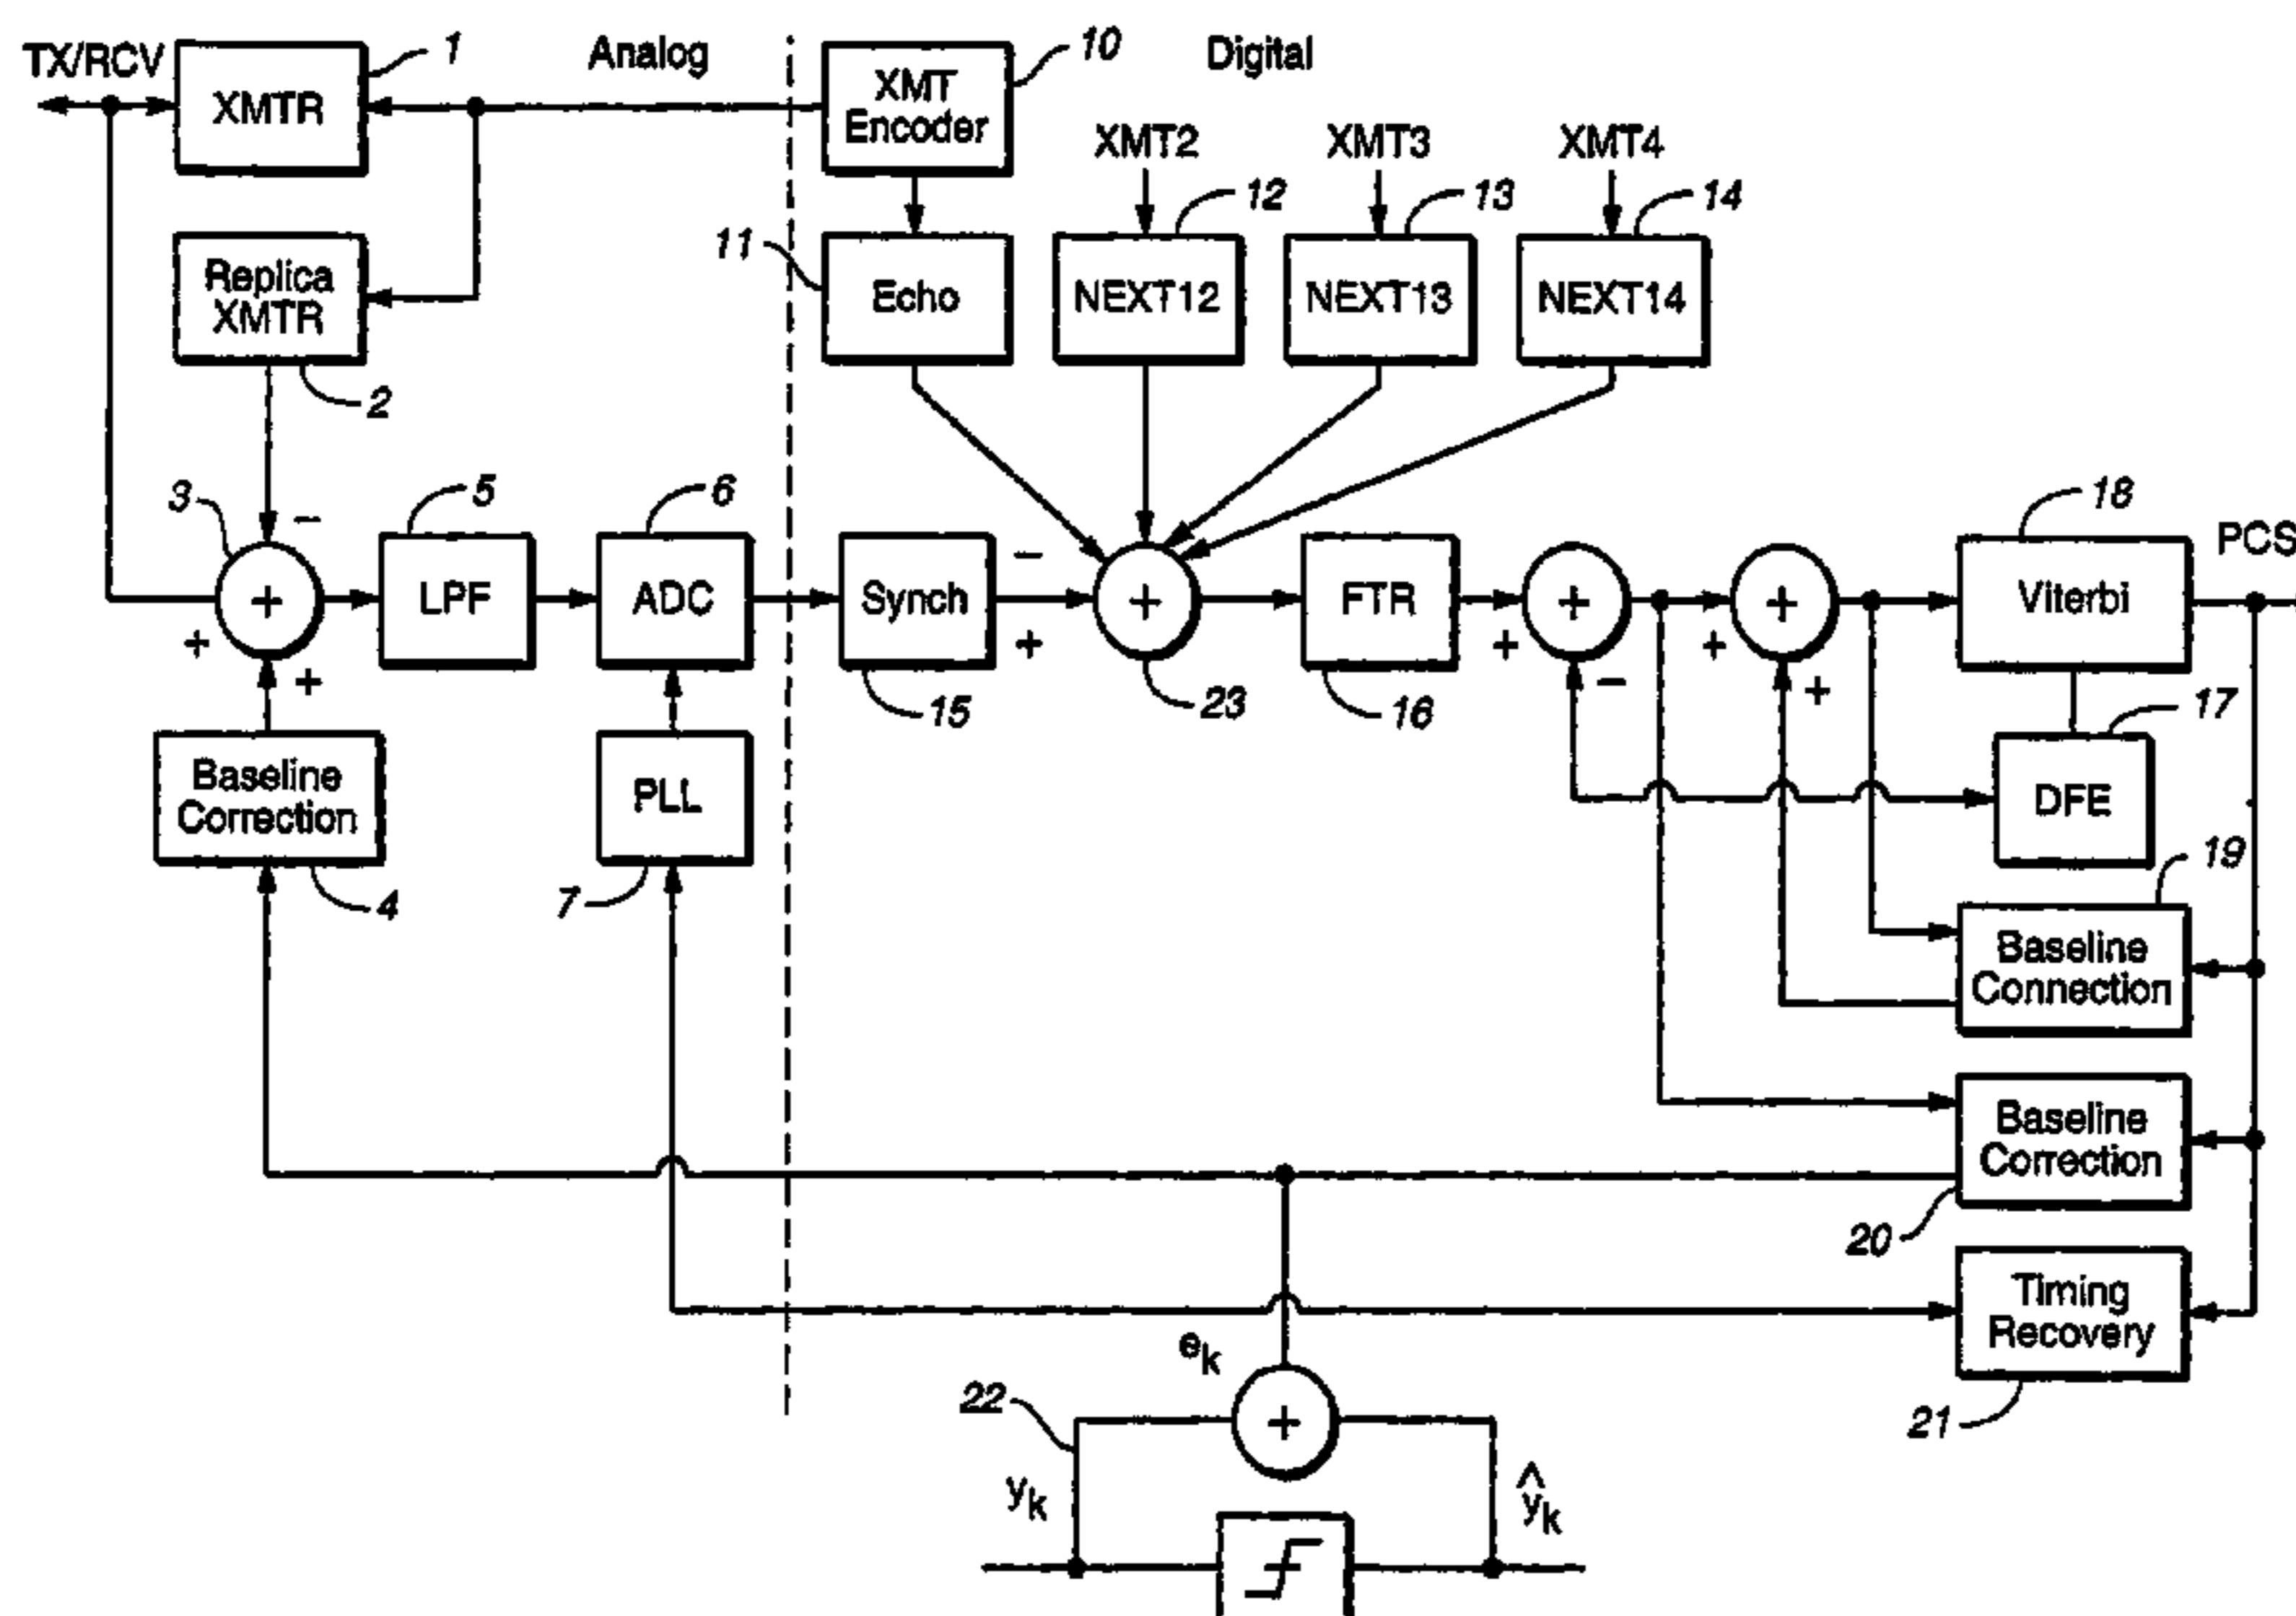 TX/RCV
XMTR
1
Analog
XMT
Encoder
10
Digital
XMT2
XMT3
XMT4
Replica
XMTR
2
11
Echo
12
NEXT12
13
NEXT13
14
NEXT14
3
+
−
+
+
5
LPF
6
ADC
Synch
15
−
+
+
23
FTR
16
+
+
−
+
+
+
18
Viterbi
PCS
17
DFE
Baseline
Correction
4
PLL
7
19
Baseline
Connection
Baseline
Correction
20
Timing
Recovery
21
ek
22
+
yk
ŷk